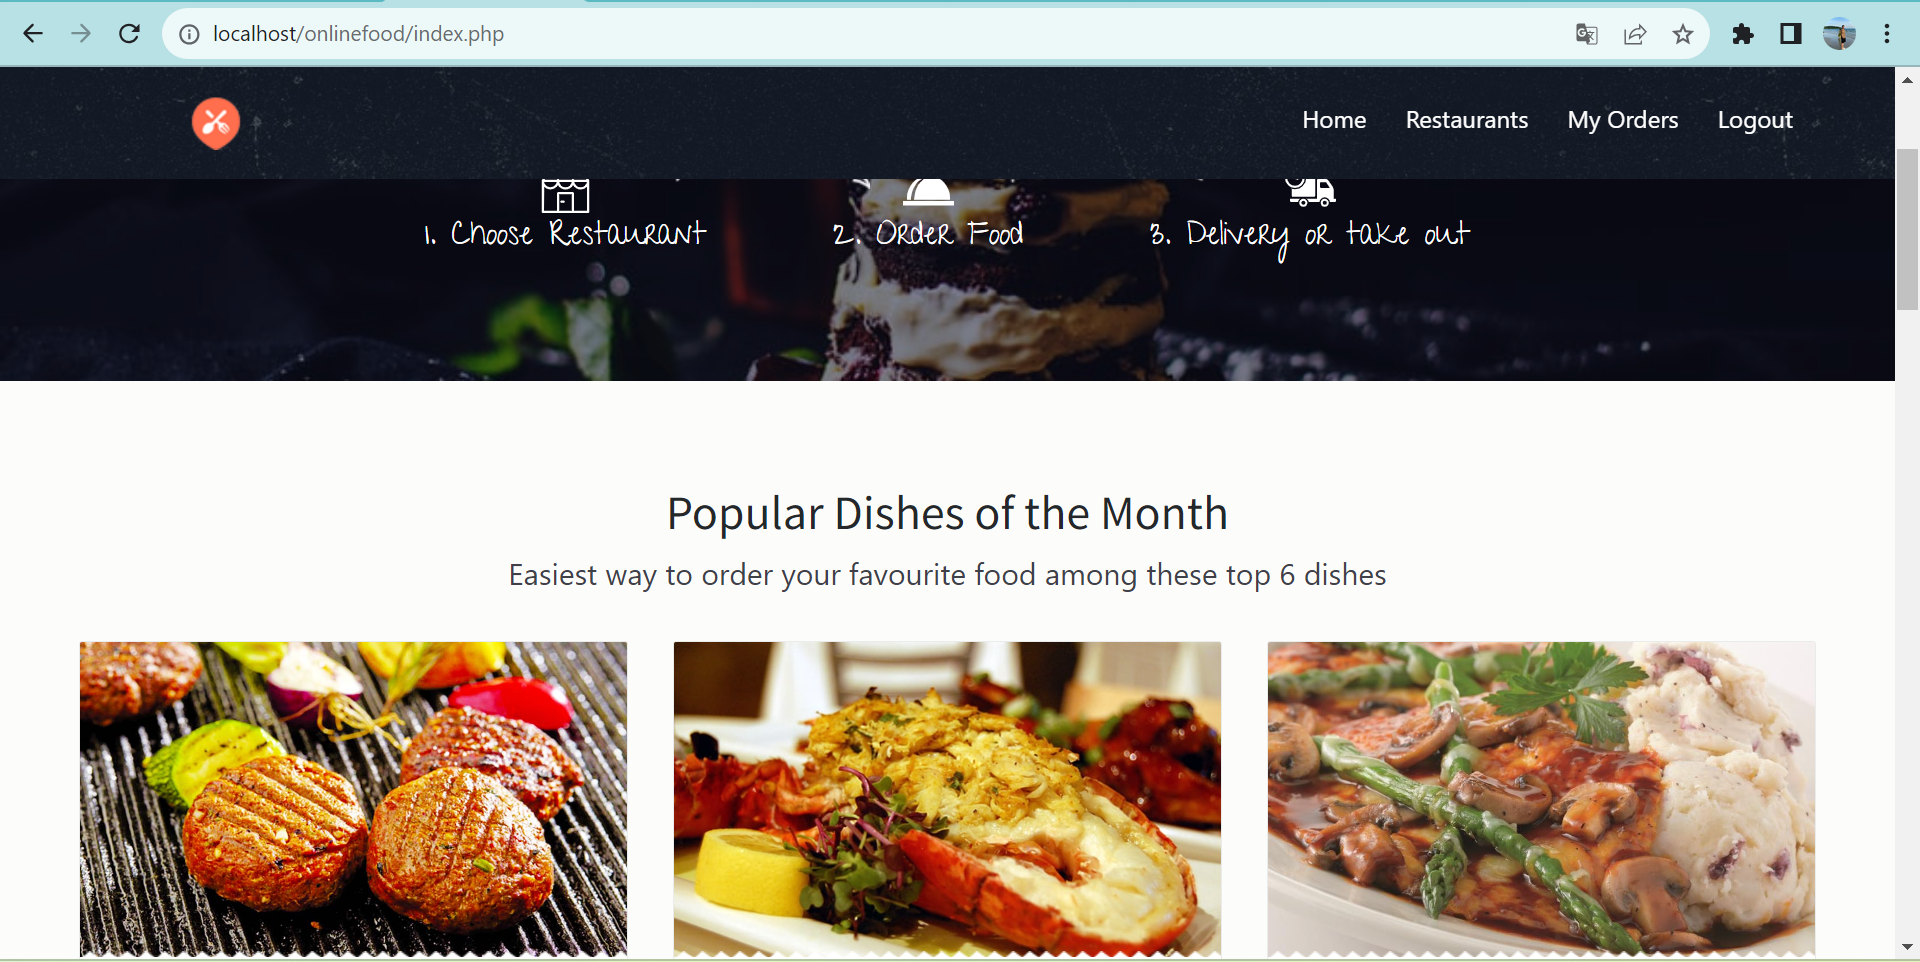 localhost/onlinefood/index.php
Home Restaurants My Orders Logout
1. Choose Restaurant 2. Order Food 3. Delivery or take out
Popular Dishes of the Month
Easiest way to order your favourite food among these top 6 dishes